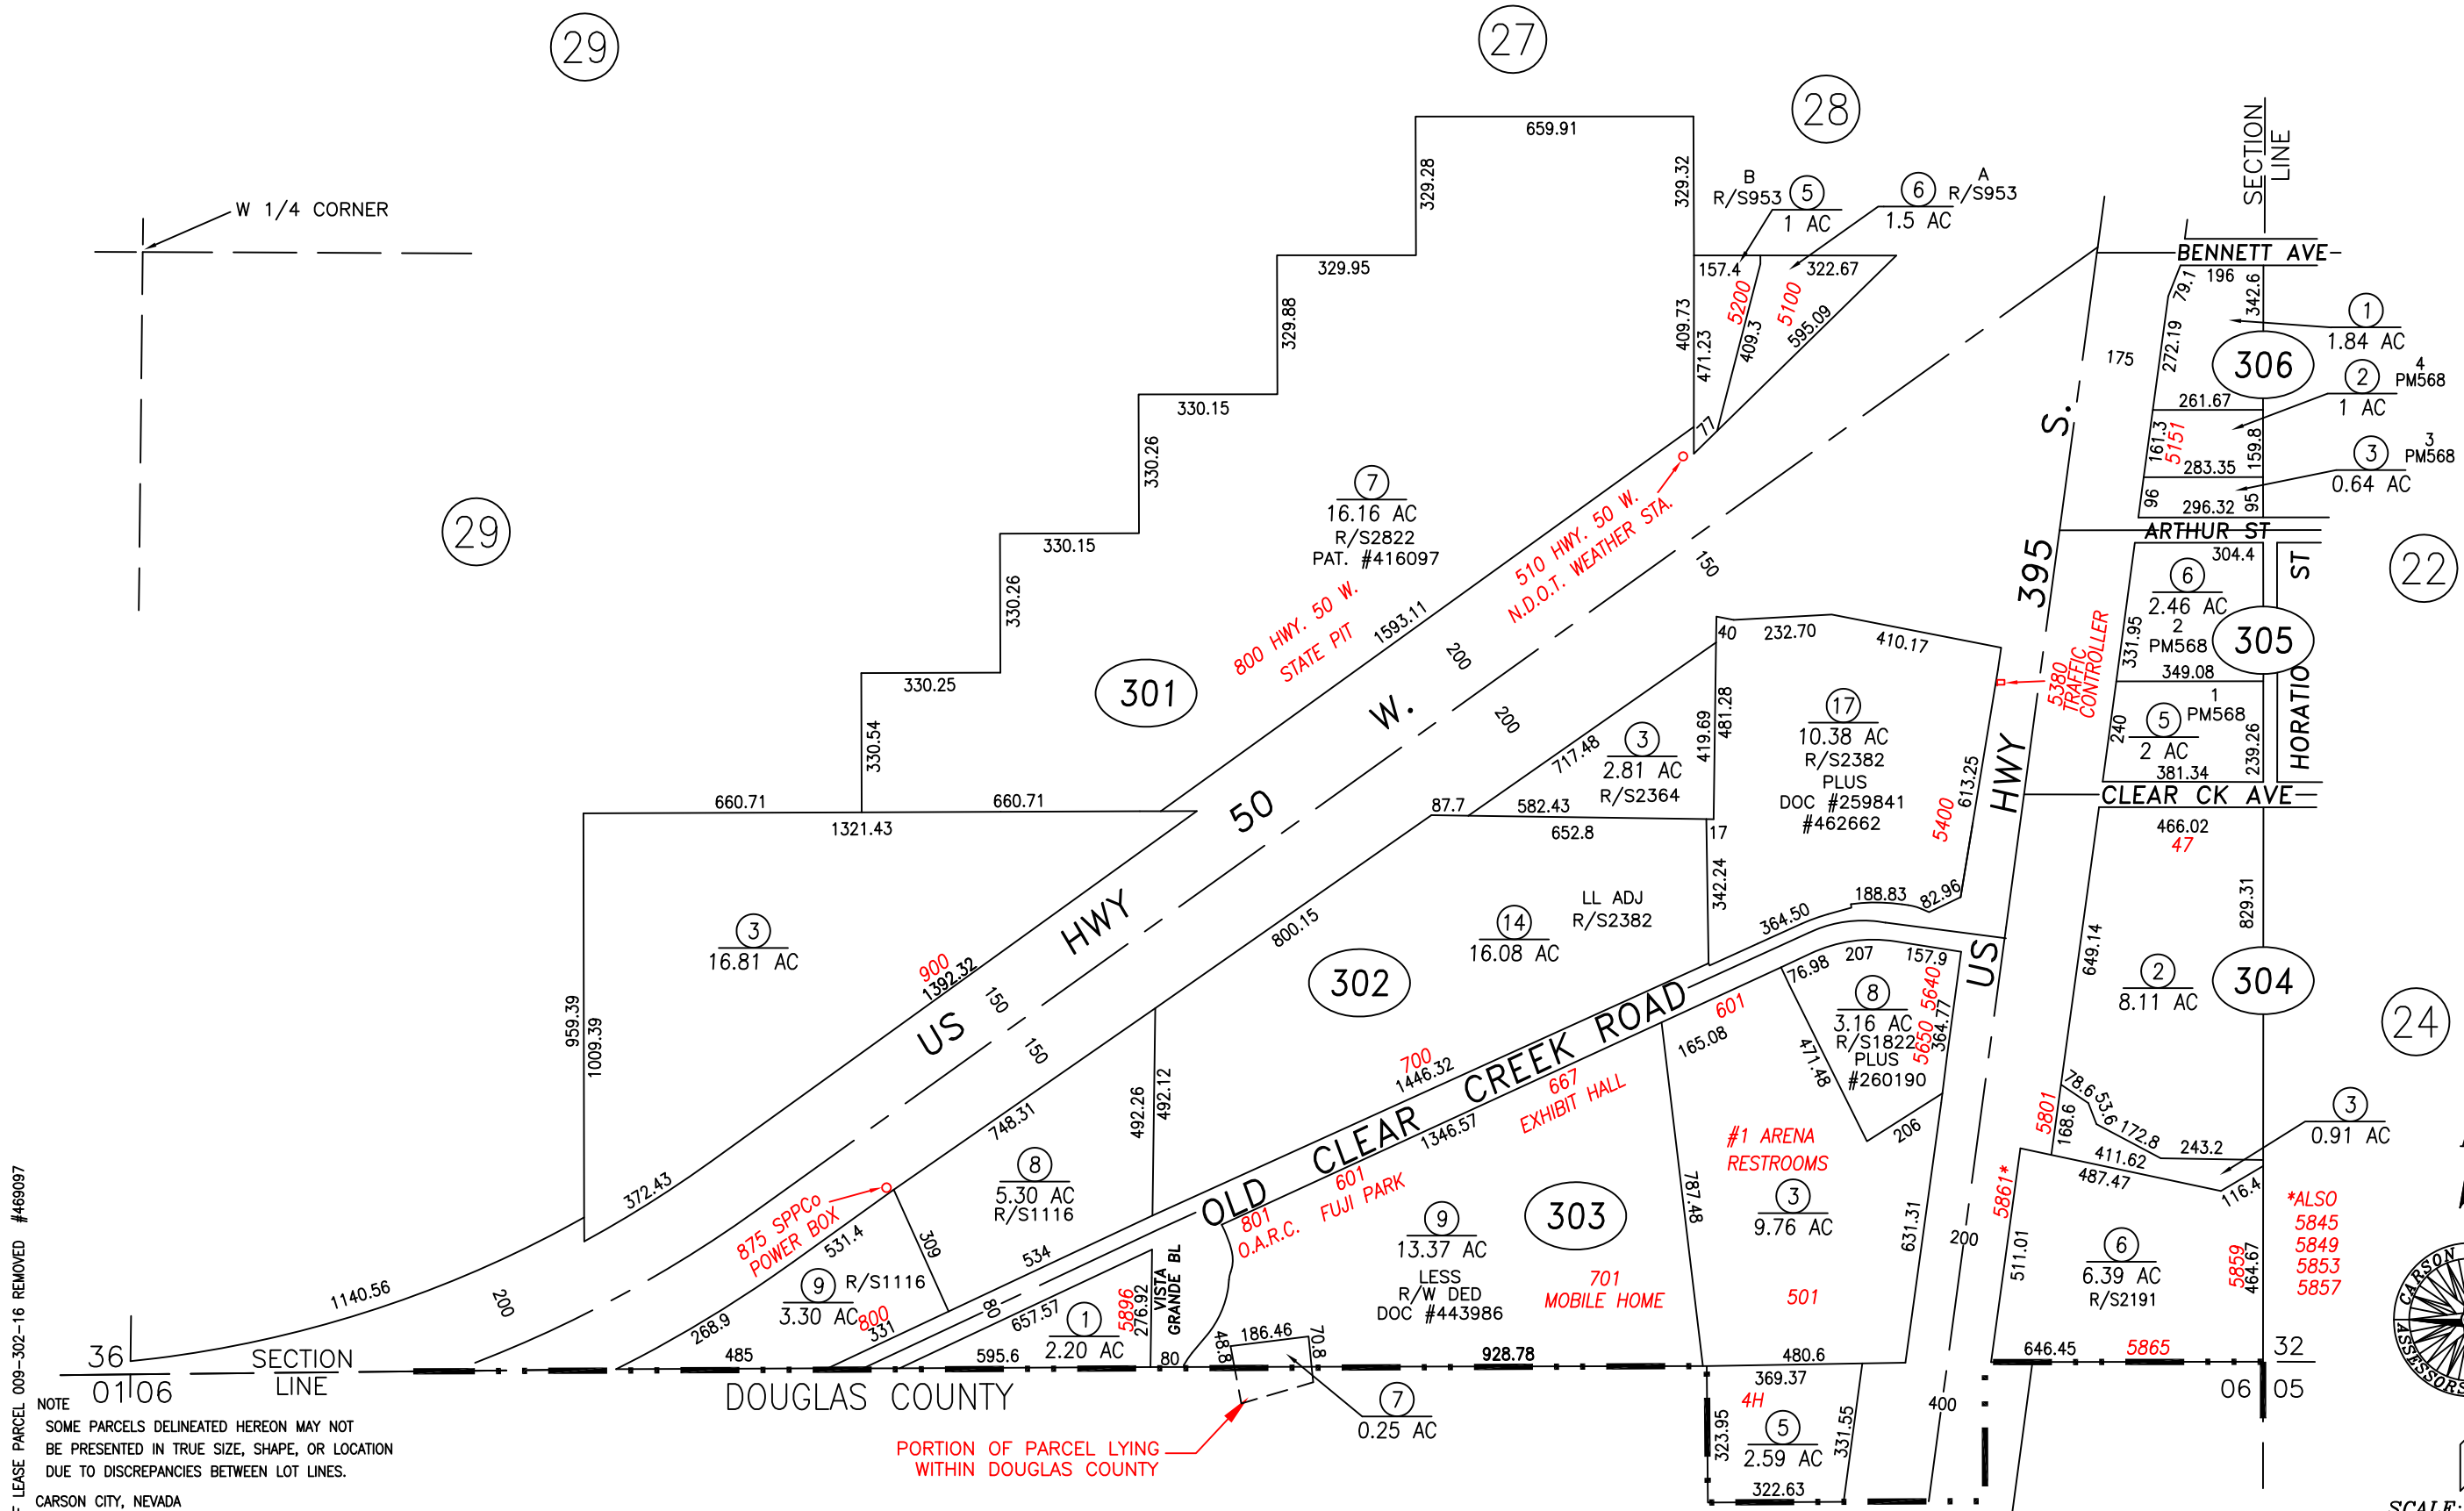 29
27
28
SECTION
LINE
W 1/4 CORNER
659.91
329.28
329.32
B
R/S953
5
1 AC
6
A
R/S953
1.5 AC
BENNETT AVE
329.95
157.4
322.67
5200
5100
409.73
471.23
409.3
595.09
77
329.88
79.1
196
342.6
272.19
175
1
1.84 AC
306
2
4
PM568
1 AC
261.67
161.3
5151
159.8
283.35
3
3
PM568
0.64 AC
96
296.32
95
ARTHUR ST
330.15
330.26
29
7
16.16 AC
R/S2822
PAT. #416097
510 HWY. 50 W.
N.D.O.T. WEATHER STA.
800 HWY. 50 W.
STATE PIT
1593.11
150
200
200
330.15
330.26
330.25
330.54
301
US HWY 50 W.
US HWY 395 S.
304.4
6
2.46 AC
2
PM568
331.95
305
349.08
1
PM568
5
2 AC
240
239.26
381.34
HORATIO ST
22
CLEAR CK AVE
5380
TRAFFIC
CONTROLLER
40
232.70
410.17
419.69
481.28
17
10.38 AC
R/S2382
PLUS
DOC #259841
#462662
613.25
5400
717.48
3
2.81 AC
R/S2364
87.7
582.43
652.8
17
342.24
660.71
660.71
1321.43
3
16.81 AC
959.39
1009.39
900
1392.32
150
150
372.43
1140.56
200
800.15
14
16.08 AC
LL ADJ
R/S2382
302
364.50
188.83
82.96
466.02
47
829.31
649.14
2
8.11 AC
304
24
748.31
492.26
492.12
700
1446.32
OLD CLEAR CREEK ROAD
601
667
EXHIBIT HALL
1346.57
601
FUJI PARK
801
O.A.R.C.
165.08
76.98
207
157.9
8
3.16 AC
R/S1822
PLUS
#260190
5650
5640
364.77
471.48
206
78.6
53.6
172.8
243.2
5801
168.6
411.62
487.47
116.4
3
0.91 AC
875 SPPCo
POWER BOX
531.4
8
5.30 AC
R/S1116
309
534
9
R/S1116
3.30 AC
800
331
268.9
80
657.57
1
2.20 AC
5896
276.92
VISTA
GRANDE BL
485
595.6
80
9
13.37 AC
LESS
R/W DED
DOC #443986
303
787.48
#1 ARENA
RESTROOMS
3
9.76 AC
501
701
MOBILE HOME
631.31
200
48.8
186.46
70.8
928.78
480.6
7
0.25 AC
5861*
511.01
6
6.39 AC
R/S2191
5859
464.67
*ALSO
5845
5849
5853
5857
646.45
5865
32
06
05
369.37
4H
323.95
5
2.59 AC
331.55
322.63
400
36
01
06
SECTION
LINE
DOUGLAS COUNTY
PORTION OF PARCEL LYING
WITHIN DOUGLAS COUNTY
NOTE
SOME PARCELS DELINEATED HEREON MAY NOT
BE PRESENTED IN TRUE SIZE, SHAPE, OR LOCATION
DUE TO DISCREPANCIES BETWEEN LOT LINES.
CARSON CITY, NEVADA
LEASE PARCEL 009-302-16 REMOVED #469097
CARSON
ASSESSORS
SCALE: